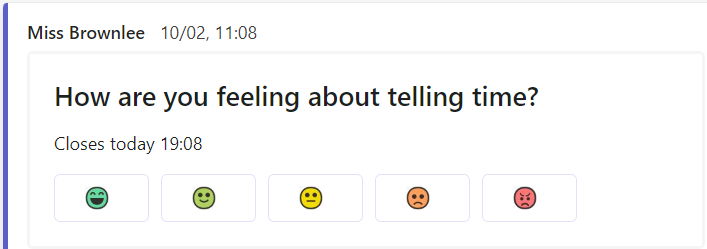 Miss Brownlee 10/02, 11:08
How are you feeling about telling time?
Closes today 19:08